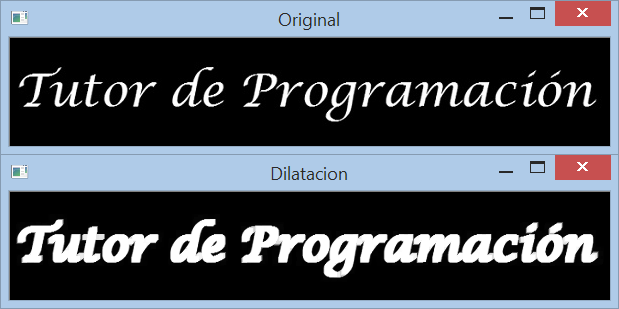 Original
Tutor de Programación
Dilatacion
Tutor de Programación